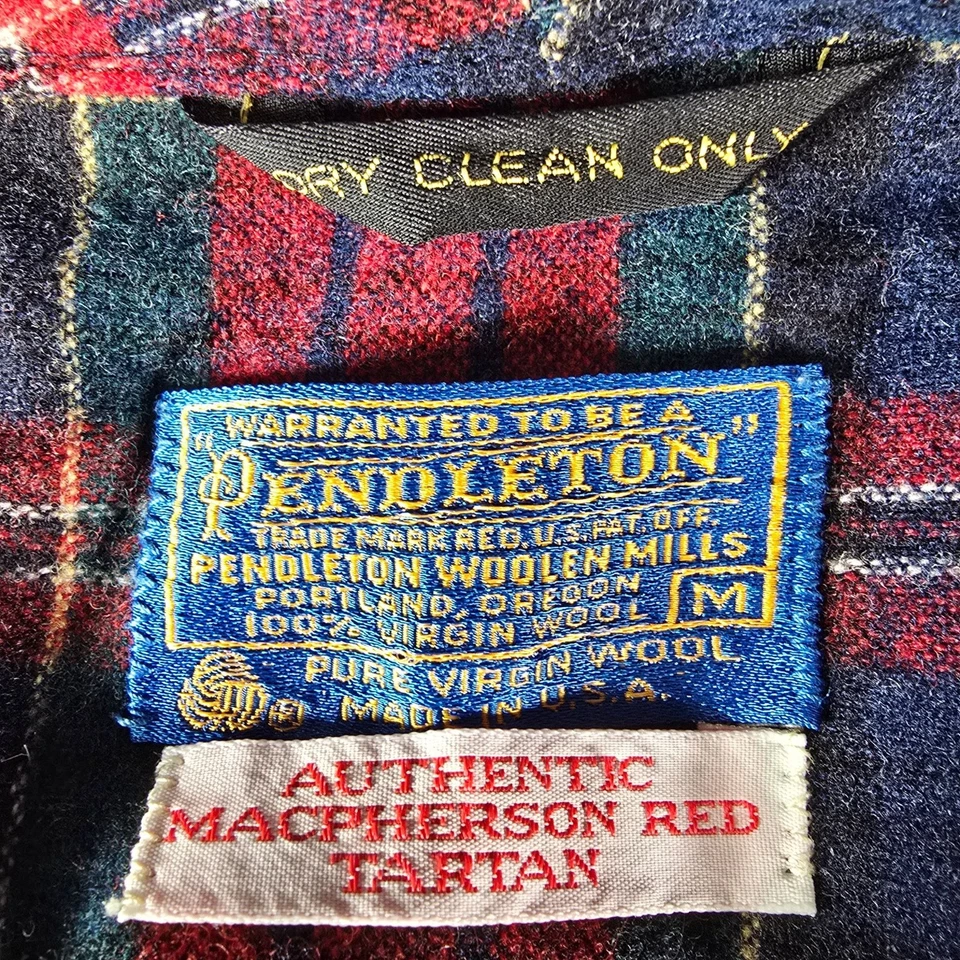 DRY CLEAN ONLY
WARRANTED TO BE A
"PENDLETON"
TRADE MARK REG. U.S. PAT. OFF.
PENDLETON WOOLEN MILLS
PORTLAND, OREGON
100% VIRGIN WOOL M
PURE VIRGIN WOOL
® MADE IN U.S.A.
AUTHENTIC
MACPHERSON RED
TARTAN